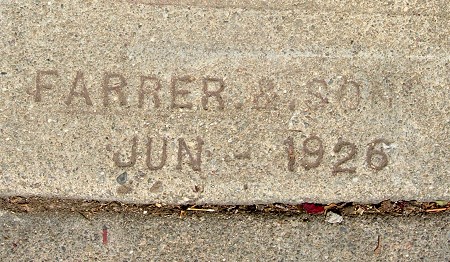 FARRER. &. SON
JUN - 1926